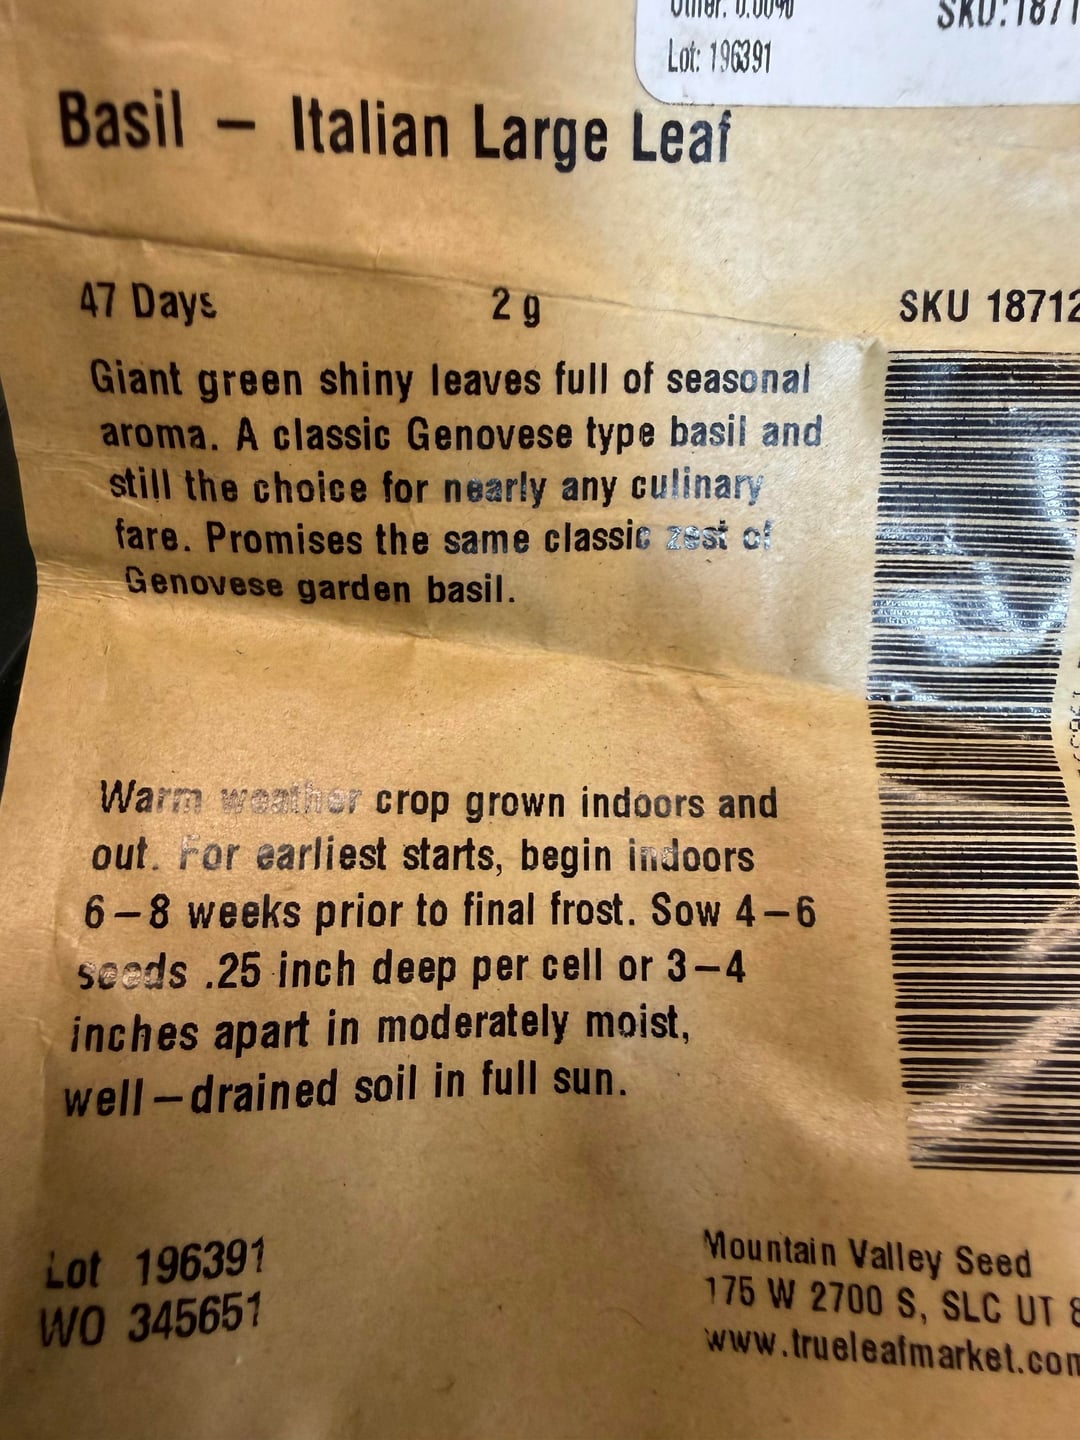 Other: 0.00%
SKU:1871
Lot: 196391
Basil – Italian Large Leaf
47 Days 2 g SKU 18712
Giant green shiny leaves full of seasonal
aroma. A classic Genovese type basil and
still the choice for nearly any culinary
fare. Promises the same classic zest of
Genovese garden basil.
Warm weather crop grown indoors and
out. For earliest starts, begin indoors
6–8 weeks prior to final frost. Sow 4–6
seeds .25 inch deep per cell or 3–4
inches apart in moderately moist,
well–drained soil in full sun.
Lot 196391
WO 345651
Mountain Valley Seed
175 W 2700 S, SLC UT 8
www.trueleafmarket.com